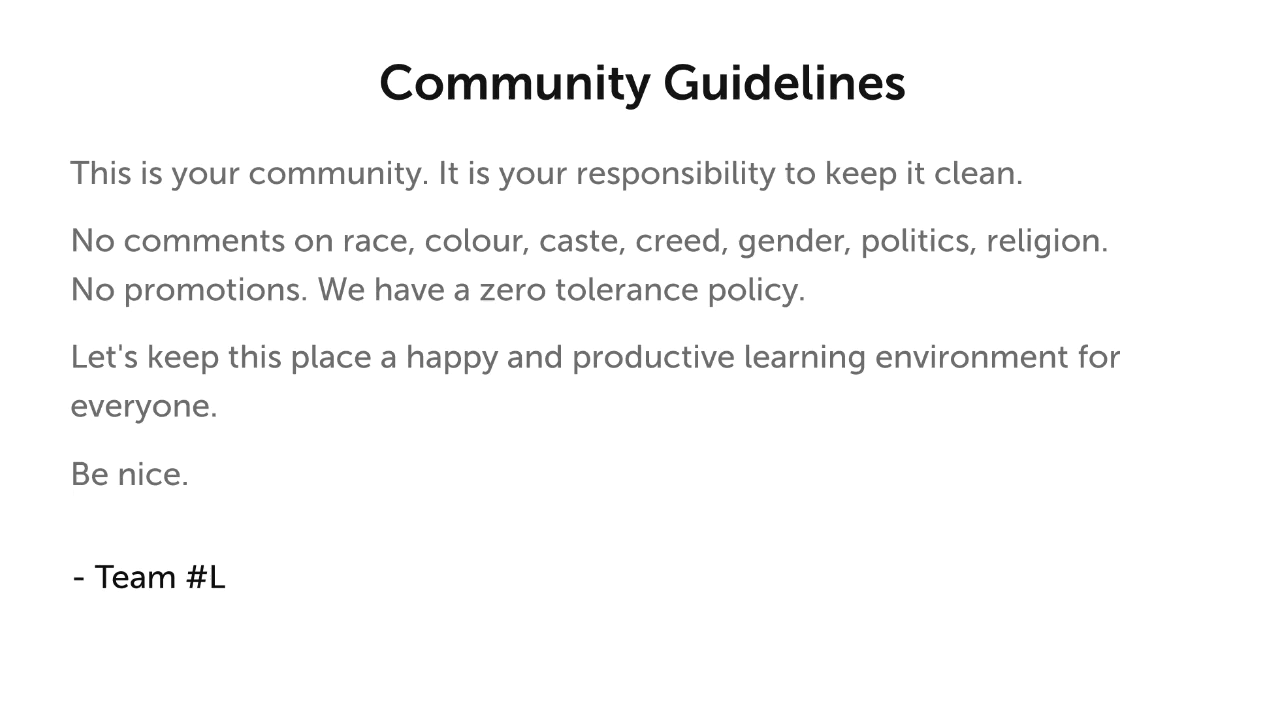 Community Guidelines
This is your community. It is your responsibility to keep it clean.
No comments on race, colour, caste, creed, gender, politics, religion.
No promotions. We have a zero tolerance policy.
Let's keep this place a happy and productive learning environment for
everyone.
Be nice.
- Team #L